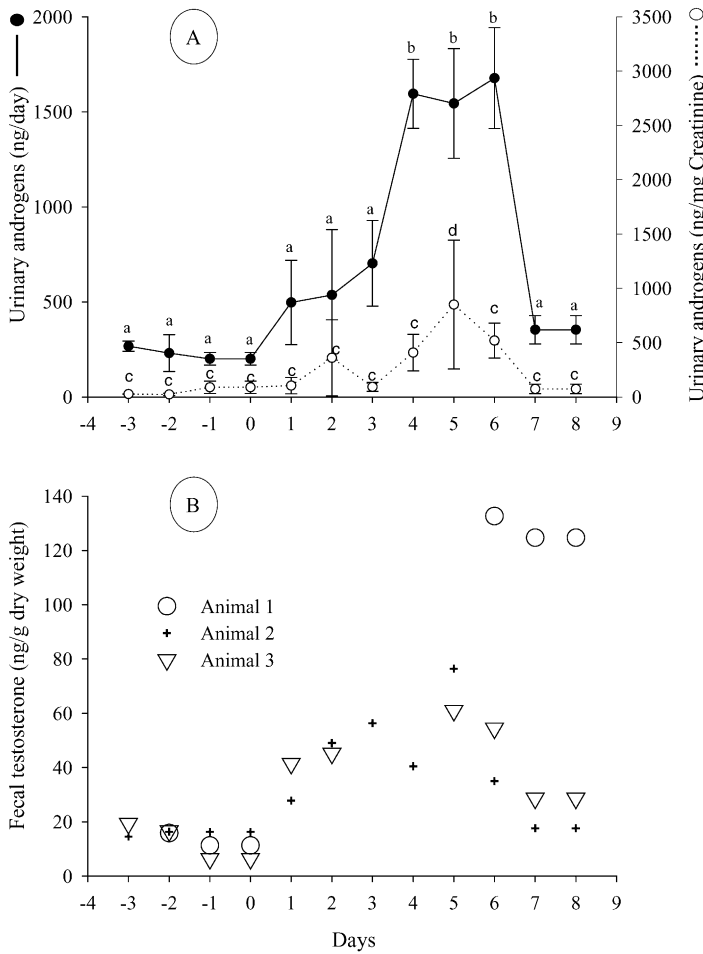 Urinary androgens (ng/day)
Urinary androgens (ng/mg Creatinine)
A
2000
1500
1000
500
0
3500
3000
2500
2000
1500
1000
500
0
a a a a a a a b b b a a
c c c c c c c c d c c c
-4 -3 -2 -1 0 1 2 3 4 5 6 7 8 9
B
Fecal testosterone (ng/g dry weight)
140
120
100
80
60
40
20
0
Animal 1
Animal 2
Animal 3
-4 -3 -2 -1 0 1 2 3 4 5 6 7 8 9
Days